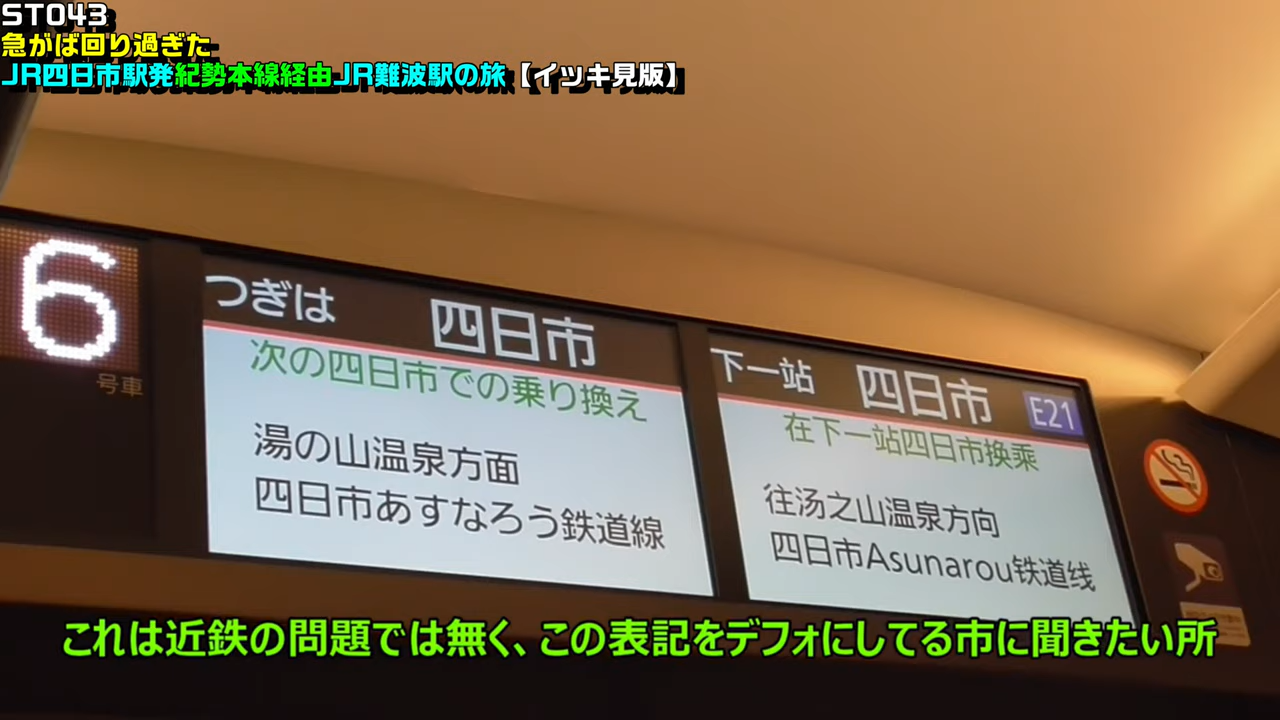 ST043
急がば回り過ぎた
JR四日市駅発紀勢本線経由JR難波駅の旅【イッキ見版】
6
号車
つぎは 四日市
次の四日市での乗り換え
湯の山温泉方面
四日市あすなろう鉄道線
下一站 四日市 E21
在下一站四日市换乘
往汤之山温泉方向
四日市Asunarou铁道线
これは近鉄の問題では無く、この表記をデフォにしてる市に聞きたい所